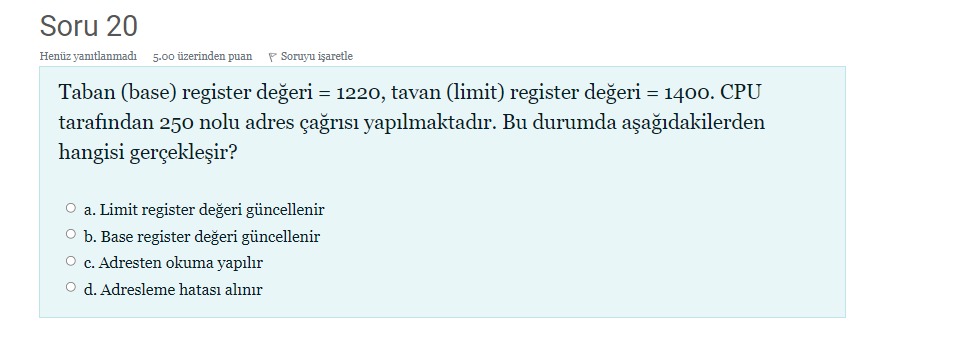 Soru 20
Henüz yanıtlanmadı 5.00 üzerinden puan Soruyu işaretle
Taban (base) register değeri = 1220, tavan (limit) register değeri = 1400. CPU
tarafından 250 nolu adres çağrısı yapılmaktadır. Bu durumda aşağıdakilerden
hangisi gerçekleşir?
a. Limit register değeri güncellenir
b. Base register değeri güncellenir
c. Adresten okuma yapılır
d. Adresleme hatası alınır